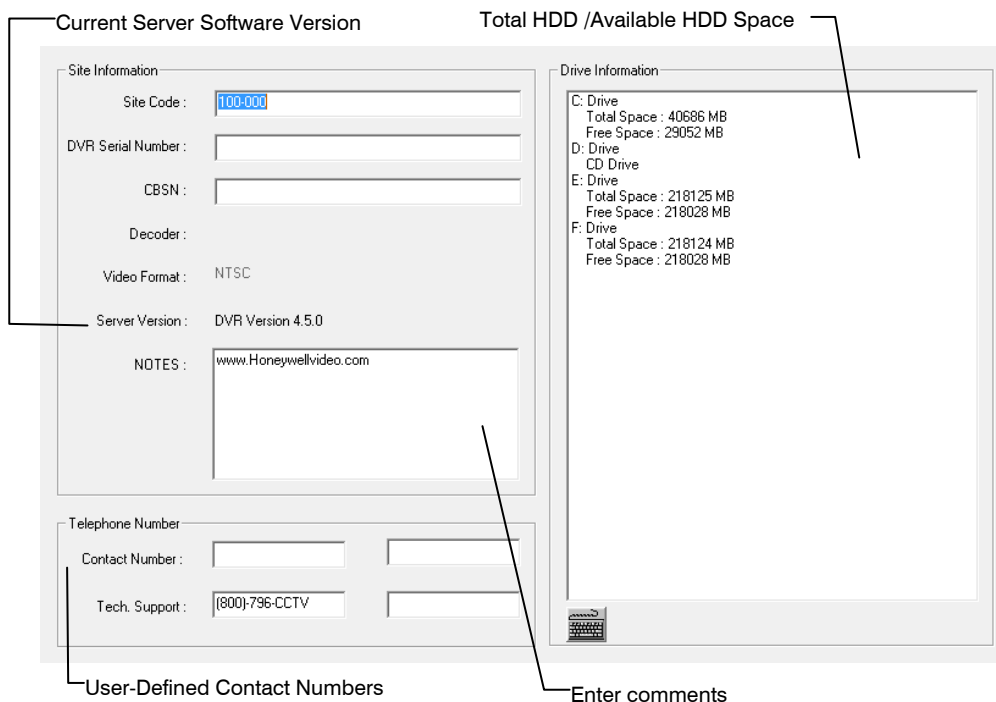 Current Server Software Version
Total HDD /Available HDD Space
Site Information
Site Code : 100-000
DVR Serial Number :
CBSN :
Decoder :
Video Format : NTSC
Server Version : DVR Version 4.5.0
NOTES : www.Honeywellvideo.com
Telephone Number
Contact Number :
Tech. Support : (800)-796-CCTV
Drive Information
C: Drive
Total Space : 40686 MB
Free Space : 29052 MB
D: Drive
CD Drive
E: Drive
Total Space : 218125 MB
Free Space : 218028 MB
F: Drive
Total Space : 218124 MB
Free Space : 218028 MB
User-Defined Contact Numbers
Enter comments